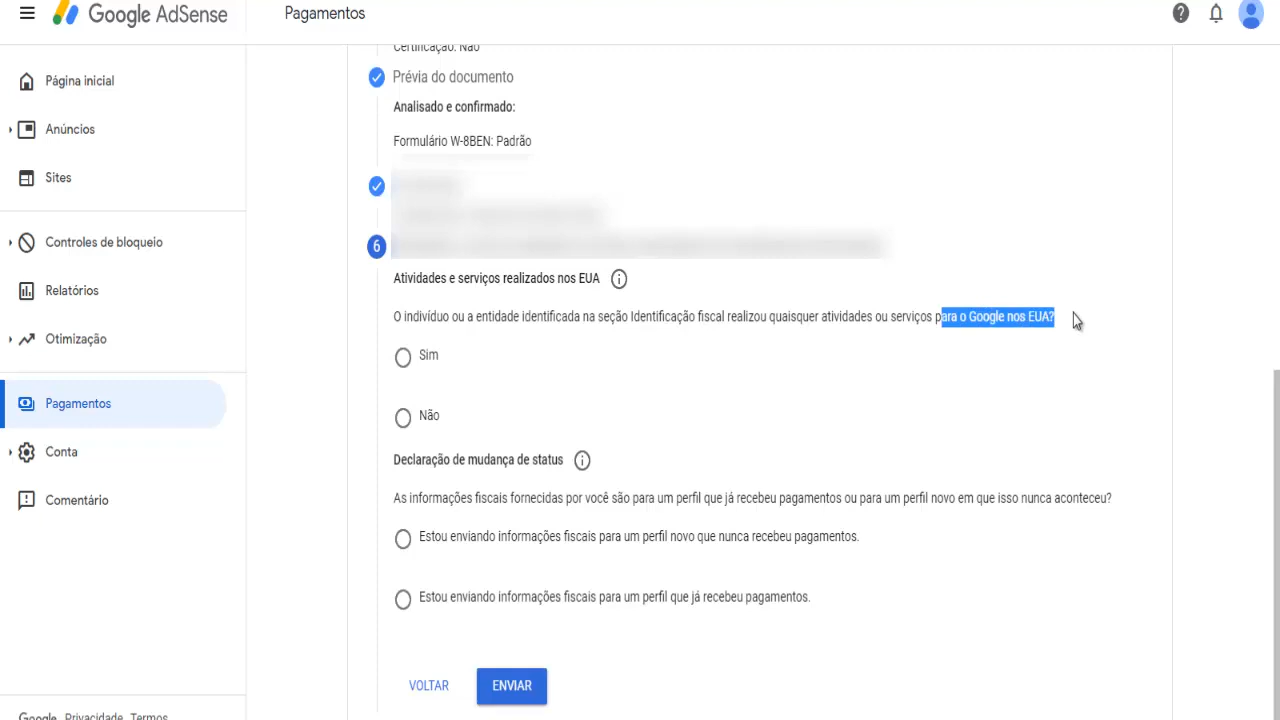 Google AdSense
Pagamentos
Certificação: Não
Página inicial
Prévia do documento
Analisado e confirmado:
Anúncios
Formulário W-8BEN: Padrão
Sites
Controles de bloqueio
6
Atividades e serviços realizados nos EUA
Relatórios
O indivíduo ou a entidade identificada na seção Identificação fiscal realizou quaisquer atividades ou serviços para o Google nos EUA?
Otimização
Sim
Pagamentos
Não
Conta
Declaração de mudança de status
As informações fiscais fornecidas por você são para um perfil que já recebeu pagamentos ou para um perfil novo em que isso nunca aconteceu?
Comentário
Estou enviando informações fiscais para um perfil novo que nunca recebeu pagamentos.
Estou enviando informações fiscais para um perfil que já recebeu pagamentos.
VOLTAR ENVIAR
Google Privacidade Termos